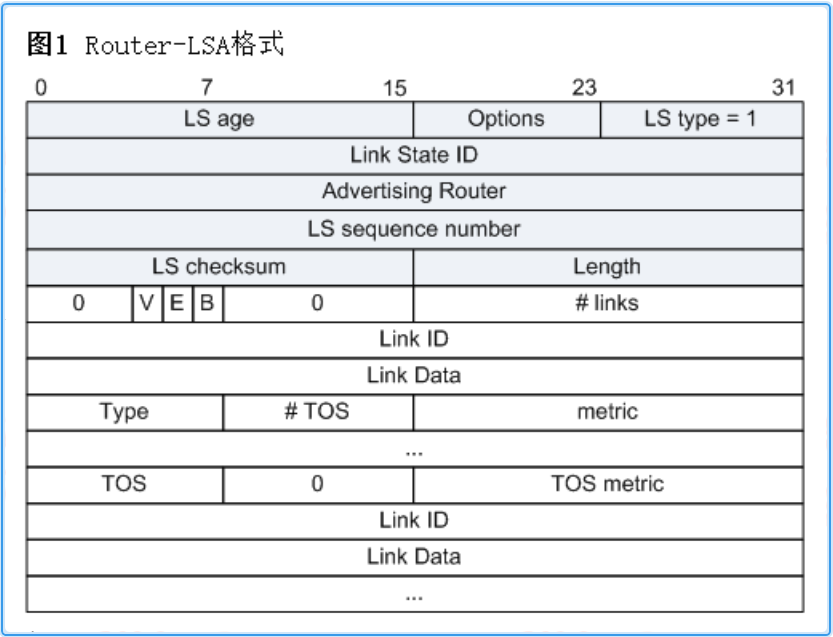 图1 Router-LSA格式
0 7 15 23 31
LS age Options LS type = 1
Link State ID
Advertising Router
LS sequence number
LS checksum Length
0 V E B 0 # links
Link ID
Link Data
Type # TOS metric
...
TOS 0 TOS metric
Link ID
Link Data
...